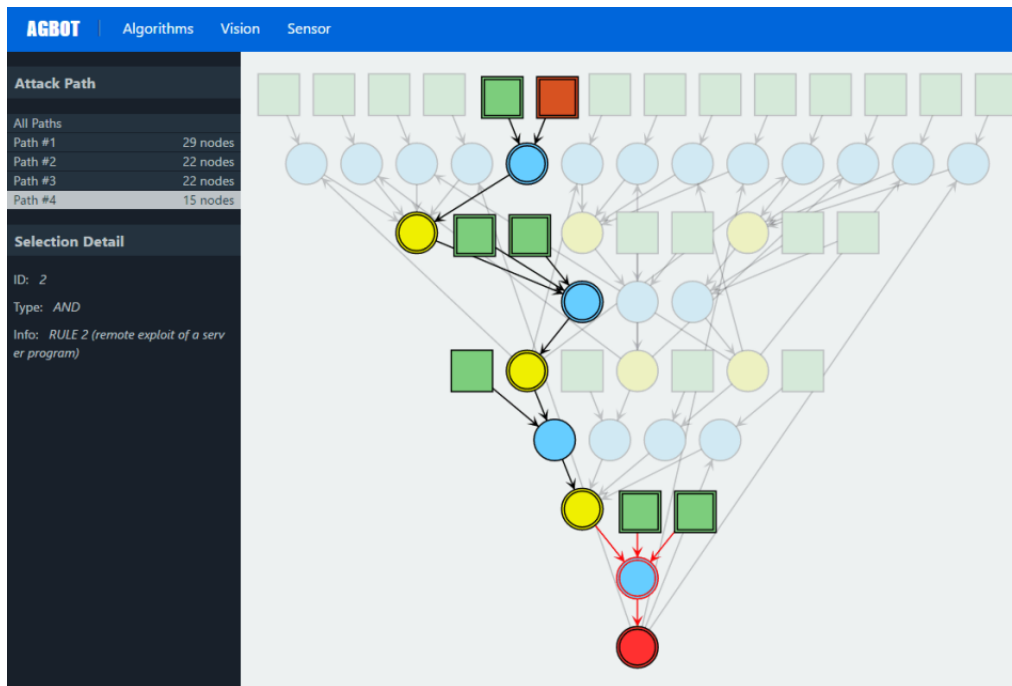 AGBOT Algorithms Vision Sensor
Attack Path
All Paths
Path #1 29 nodes
Path #2 22 nodes
Path #3 22 nodes
Path #4 15 nodes
Selection Detail
ID: 2
Type: AND
Info: RULE 2 (remote exploit of a serv
er program)